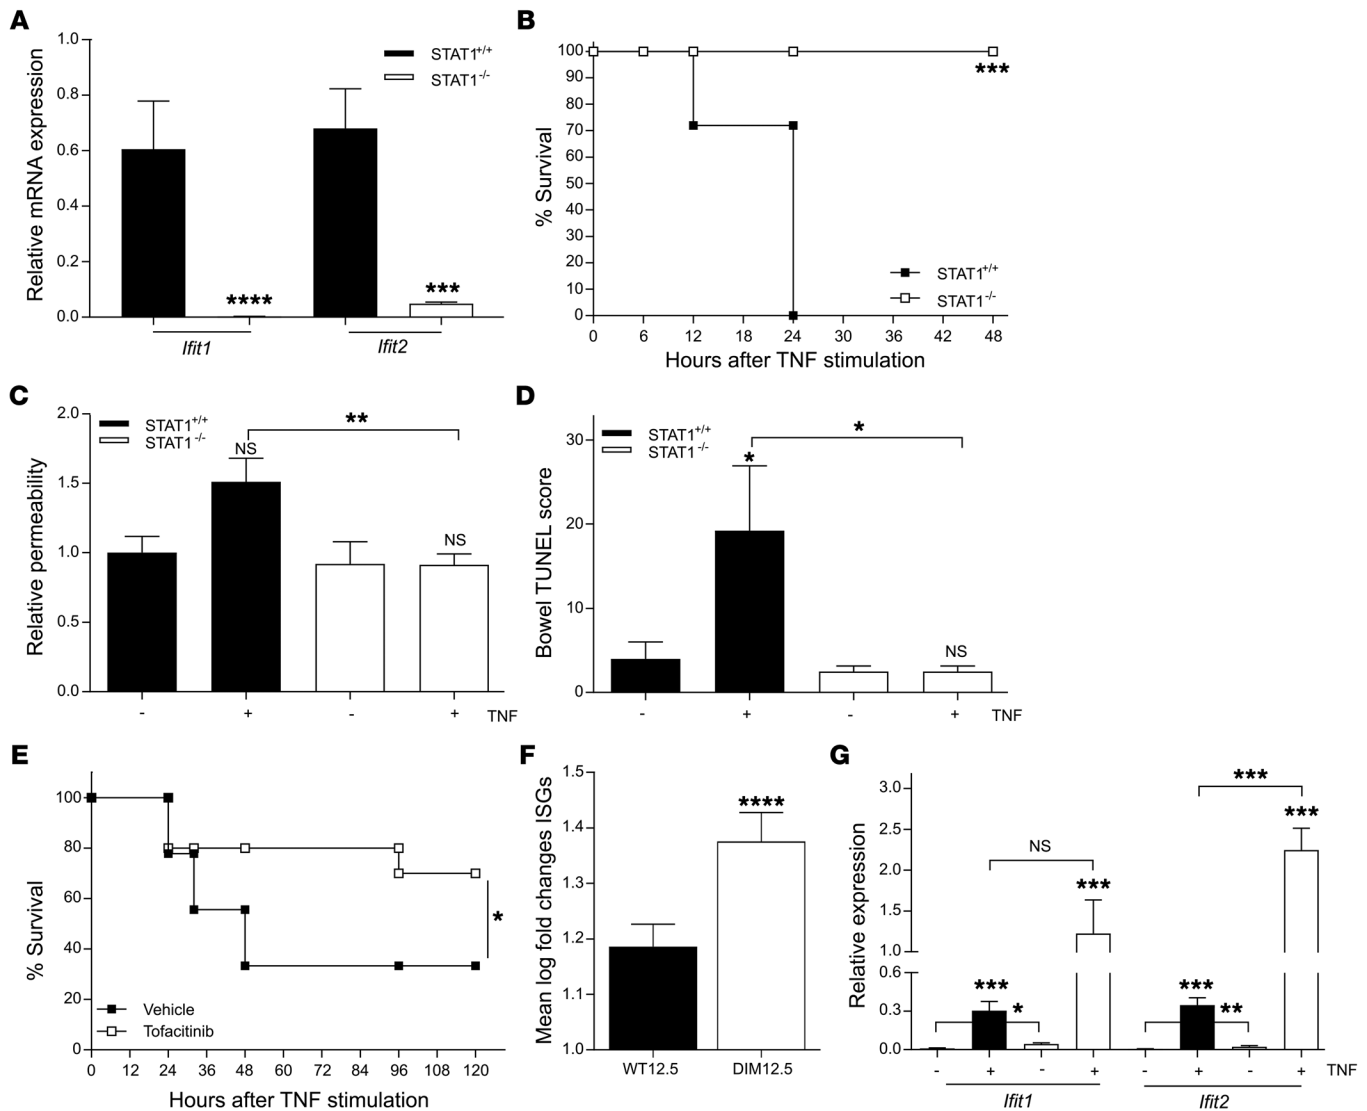 A
1.0
0.8
0.6
0.4
0.2
0.0
Relative mRNA expression
STAT1+/+
STAT1-/-
****
***
Ifit1
Ifit2
B
100
90
80
70
60
50
40
30
20
10
0
% Survival
***
STAT1+/+
STAT1-/-
0 6 12 18 24 30 36 42 48
Hours after TNF stimulation
C
2.0
1.5
1.0
0.5
0.0
Relative permeability
STAT1+/+
STAT1-/-
**
NS
NS
- + - + TNF
D
30
20
10
0
Bowel TUNEL score
STAT1+/+
STAT1-/-
*
*
NS
- + - + TNF
E
100
80
60
40
20
0
% Survival
*
Vehicle
Tofacitinib
0 12 24 36 48 60 72 84 96 108 120
Hours after TNF stimulation
F
1.5
1.4
1.3
1.2
1.1
1.0
Mean log fold changes ISGs
****
WT12.5 DIM12.5
G
3.0
2.5
2.0
1.5
1.0
0.6
0.3
0.0
Relative expression
***
***
NS
***
***
*
***
**
- + - + - + - + TNF
Ifit1
Ifit2